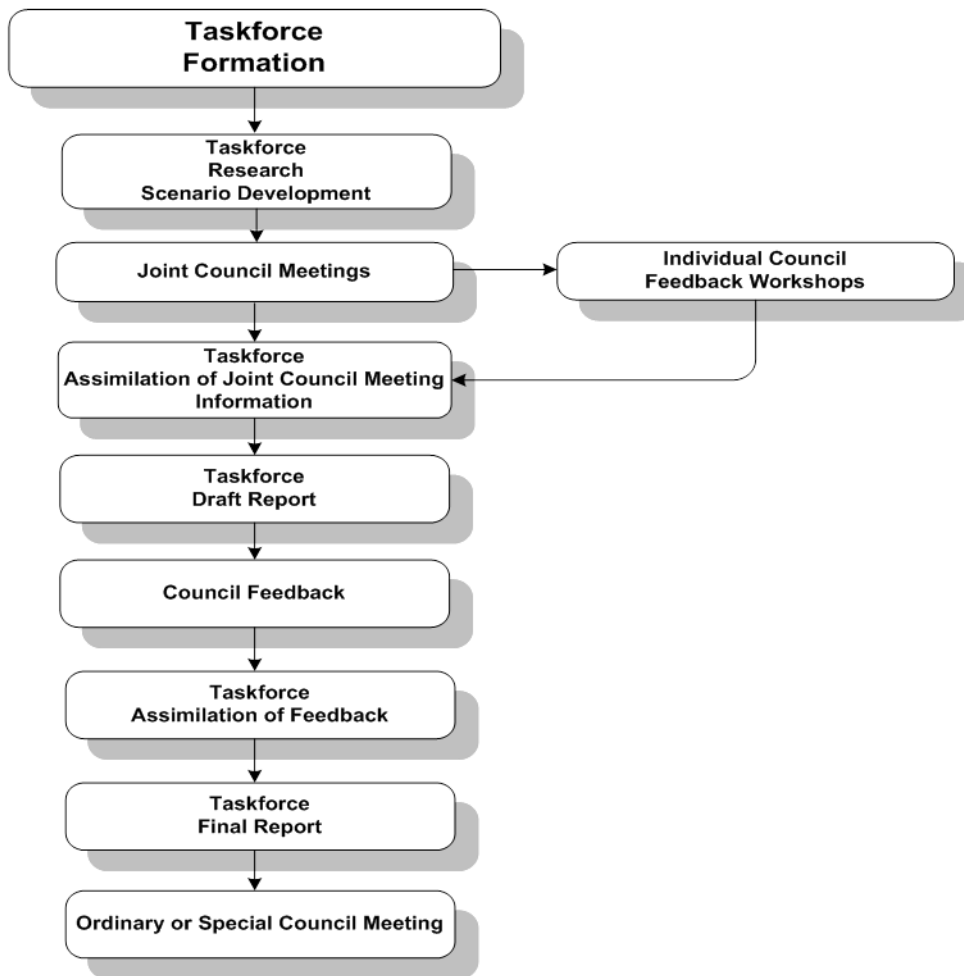 Taskforce
Formation
Taskforce
Research
Scenario Development
Joint Council Meetings
Individual Council
Feedback Workshops
Taskforce
Assimilation of Joint Council Meeting
Information
Taskforce
Draft Report
Council Feedback
Taskforce
Assimilation of Feedback
Taskforce
Final Report
Ordinary or Special Council Meeting